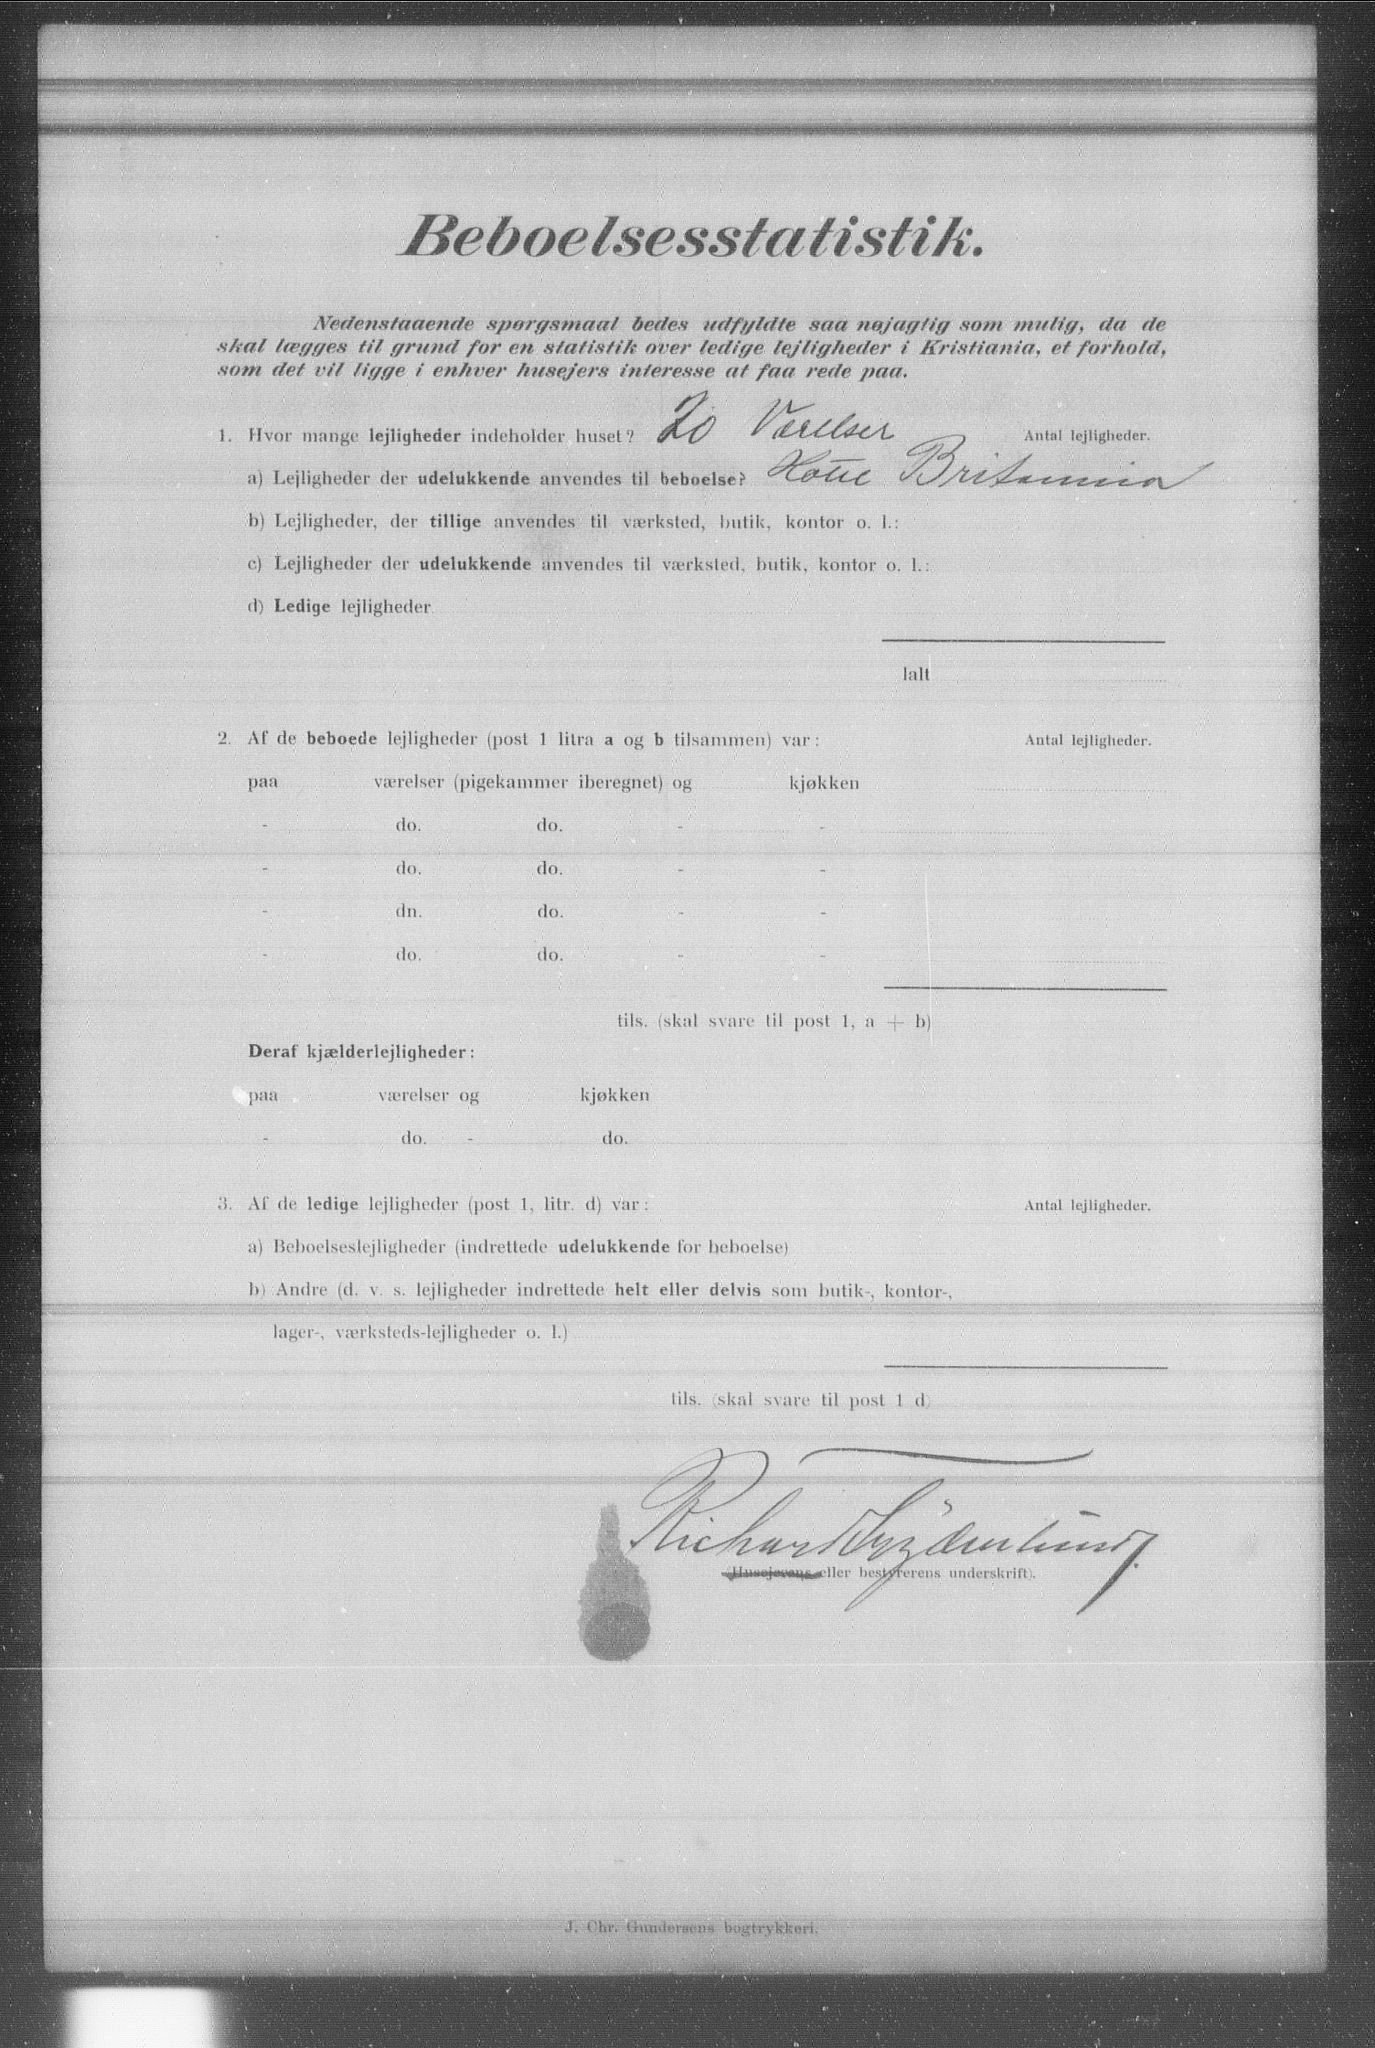 Beboelsesstatistik.
Nedenstaaende spørgsmaal bedes udfyldte saa nøjagtig som mulig, da de
skal lægges til grund for en statistik over ledige lejligheder i Kristiania, et forhold,
som det vil ligge i enhver husejers interesse at faa rede paa.
1. Hvor mange lejligheder indeholder huset? 20 Værelser Antal lejligheder.
a) Lejligheder der udelukkende anvendes til beboelse? Hotel Britannia
b) Lejligheder, der tillige anvendes til værksted, butik, kontor o. l.:
c) Lejligheder der udelukkende anvendes til værksted, butik, kontor o. l.:
d) Ledige lejligheder
Ialt
2. Af de beboede lejligheder (post 1 litra a og b tilsammen) var: Antal lejligheder.
paa værelser (pigekammer iberegnet) og kjøkken
- do. do. - -
- do. do. - -
- dn. do. - -
- do. do. - -
tils. (skal svare til post 1, a + b)
Deraf kjælderlejligheder:
paa værelser og kjøkken
- do. - do.
3. Af de ledige lejligheder (post 1, litr. d) var: Antal lejligheder.
a) Beboelseslejligheder (indrettede udelukkende for beboelse)
b) Andre (d. v. s. lejligheder indrettede helt eller delvis som butik-, kontor-,
lager-, værksteds-lejligheder o. l.)
tils. (skal svare til post 1 d)
Richard
(Husejerens eller bestyrerens underskrift).
J. Chr. Gundersens bogtrykkeri.